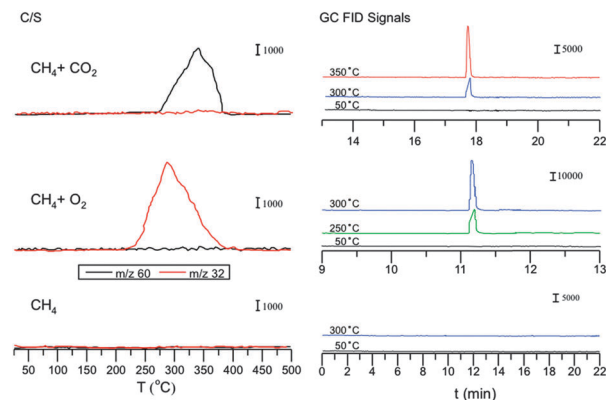 C/S
GC FID Signals
CH4+ CO2
1000
5000
350°C
300°C
50°C
14 16 18 20 22
CH4+ O2
1000
10000
300°C
250°C
50°C
9 10 11 12 13
m/z 60 m/z 32
CH4
1000
5000
300°C
50°C
50 100 150 200 250 300 350 400 450 500
0 2 4 6 8 10 12 14 16 18 20 22
T (°C)
t (min)